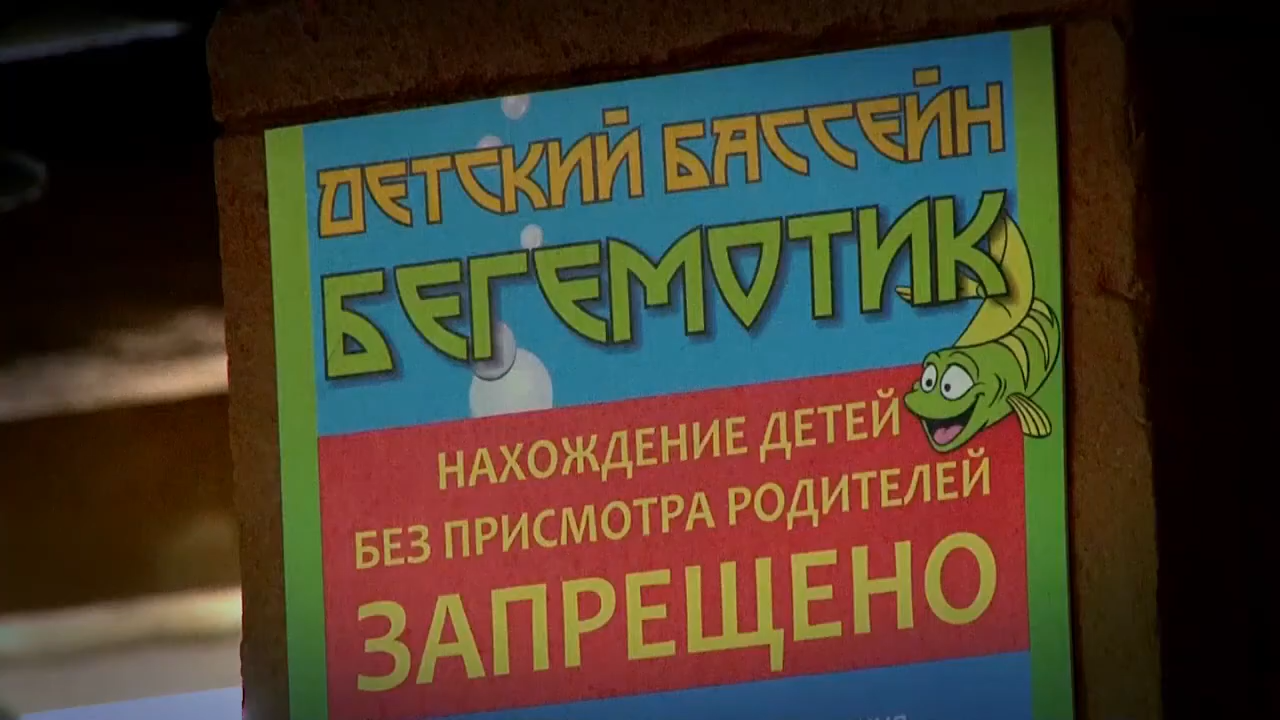 ДЕТСКИЙ БАССЕЙН
БЕГЕМОТИК
НАХОЖДЕНИЕ ДЕТЕЙ
БЕЗ ПРИСМОТРА РОДИТЕЛЕЙ
ЗАПРЕЩЕНО